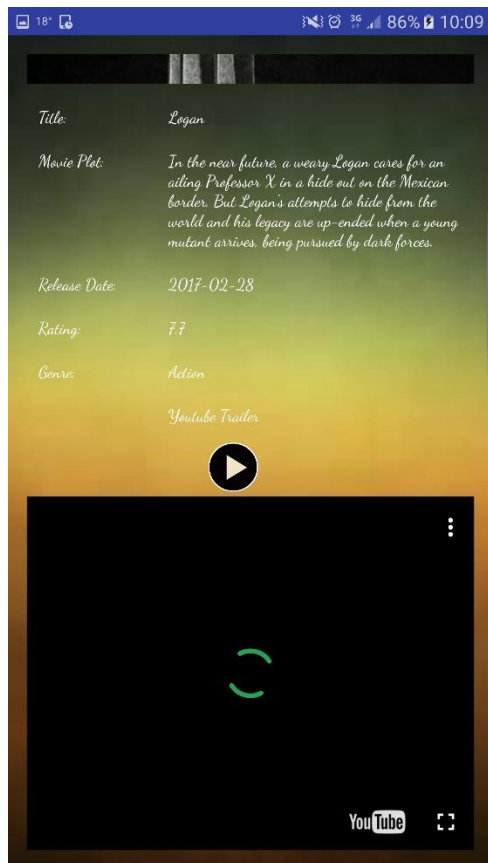 18° 3G 86% 10:09
Title: Logan
Movie Plot: In the near future, a weary Logan cares for an
ailing Professor X in a hide out on the Mexican
border. But Logan's attempts to hide from the
world and his legacy are up-ended when a young
mutant arrives, being pursued by dark forces.
Release Date: 2017-02-28
Rating: 7.7
Genre: Action
Youtube Trailer
YouTube